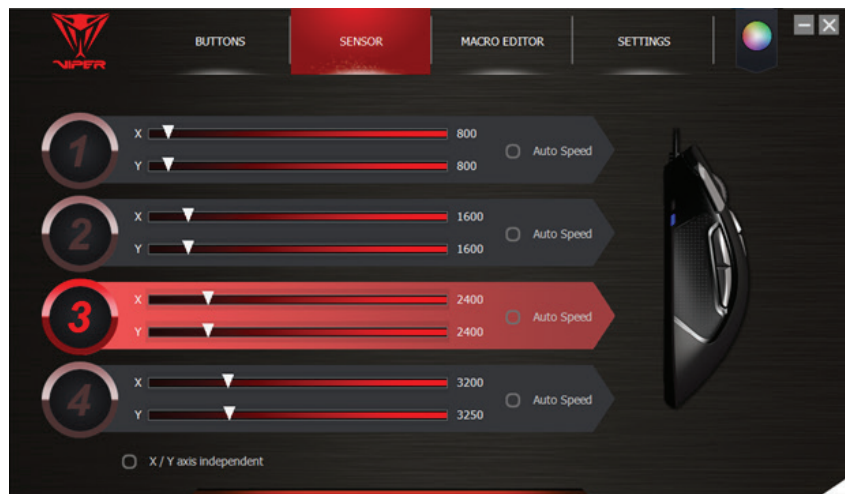 VIPER
BUTTONS SENSOR MACRO EDITOR SETTINGS
1
X 800
Auto Speed
Y 800
2
X 1600
Auto Speed
Y 1600
3
X 2400
Auto Speed
Y 2400
4
X 3200
Auto Speed
Y 3250
X / Y axis independent